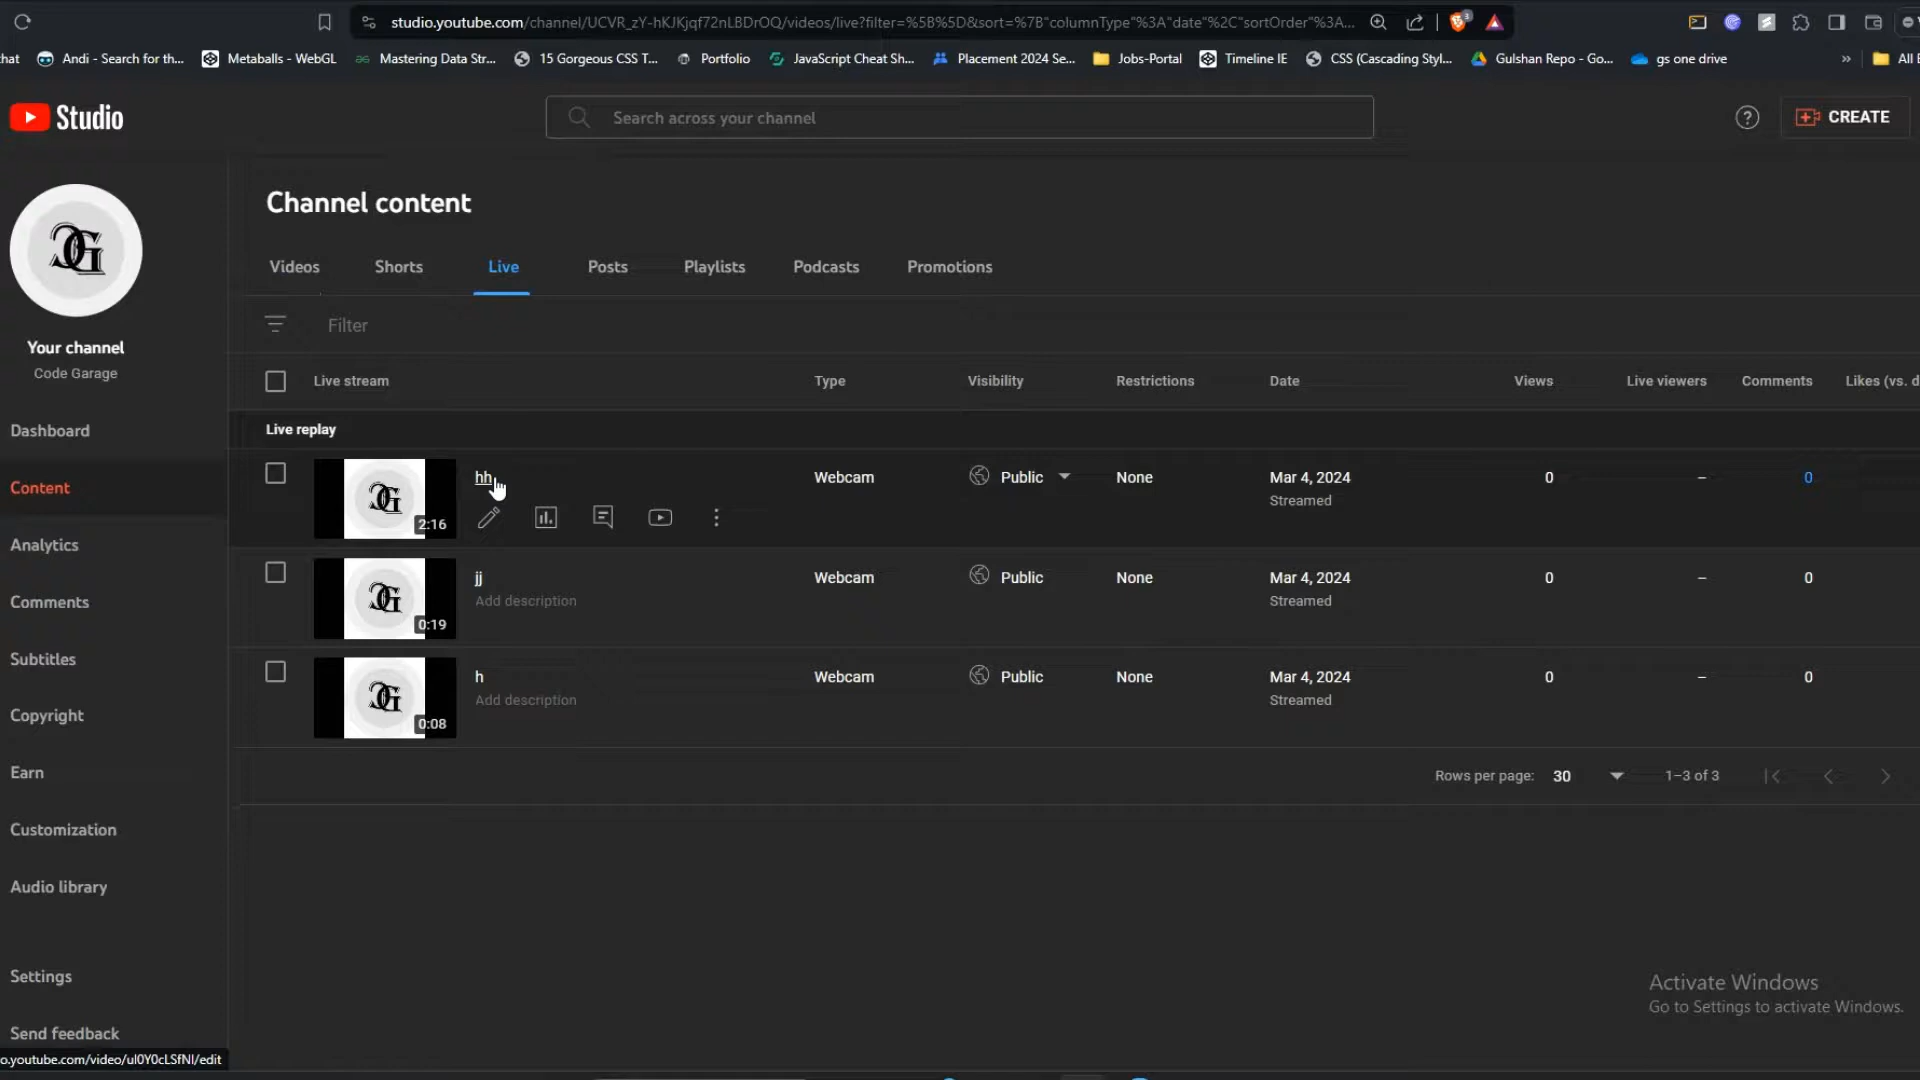 studio.youtube.com/channel/UCVR_zY-hKJKjqf72nLBDrOQ/videos/live?filter=%5B%5D&sort=%7B"columnType"%3A"date"%2C"sortOrder"%3A...
hat Andi - Search for th... Metaballs - WebGL Mastering Data Str... 15 Gorgeous CSS T... Portfolio JavaScript Cheat Sh... Placement 2024 Se... Jobs-Portal Timeline IE CSS (Cascading Styl... Gulshan Repo - Go... gs one drive » All B
Studio
Search across your channel
CREATE
Channel content
Videos Shorts Live Posts Playlists Podcasts Promotions
Filter
Your channel
Code Garage
Live stream Type Visibility Restrictions Date Views Live viewers Comments Likes (vs. d
Live replay
hh Webcam Public None Mar 4, 2024 0 – 0
Streamed
2:16
jj Webcam Public None Mar 4, 2024 0 – 0
Add description Streamed
0:19
h Webcam Public None Mar 4, 2024 0 – 0
Add description Streamed
0:08
Rows per page: 30 1–3 of 3
Dashboard
Content
Analytics
Comments
Subtitles
Copyright
Earn
Customization
Audio library
Settings
Send feedback
Activate Windows
Go to Settings to activate Windows.
o.youtube.com/video/ul0Y0cLSfNI/edit